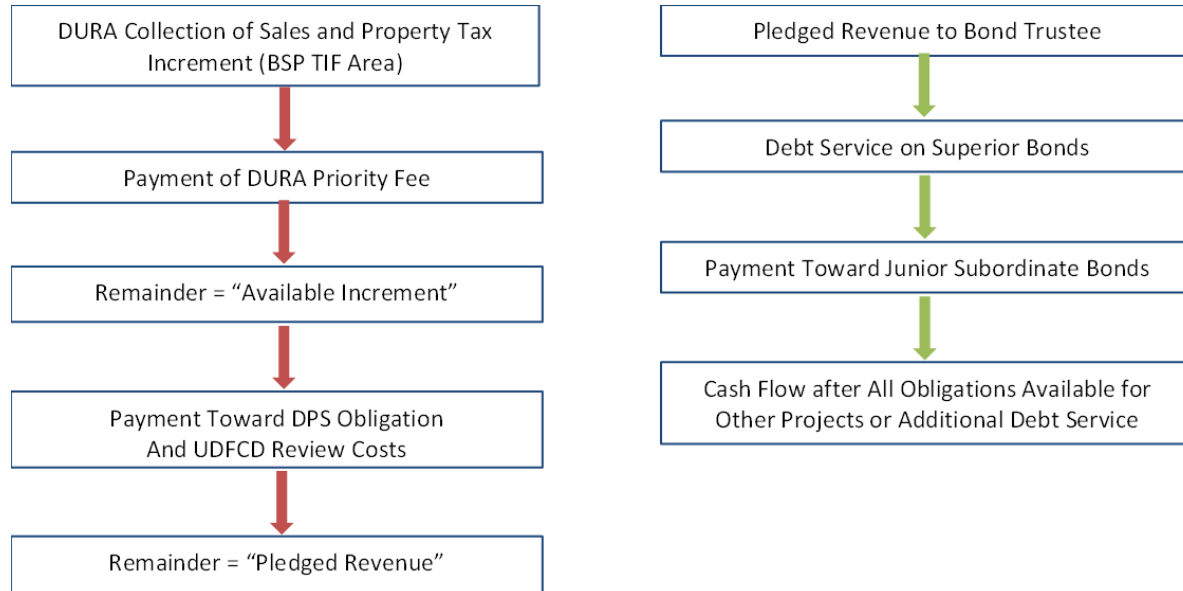 DURA Collection of Sales and Property Tax
Increment (BSP TIF Area)
Payment of DURA Priority Fee
Remainder = “Available Increment”
Payment Toward DPS Obligation
And UDFCD Review Costs
Remainder = “Pledged Revenue”
Pledged Revenue to Bond Trustee
Debt Service on Superior Bonds
Payment Toward Junior Subordinate Bonds
Cash Flow after All Obligations Available for
Other Projects or Additional Debt Service